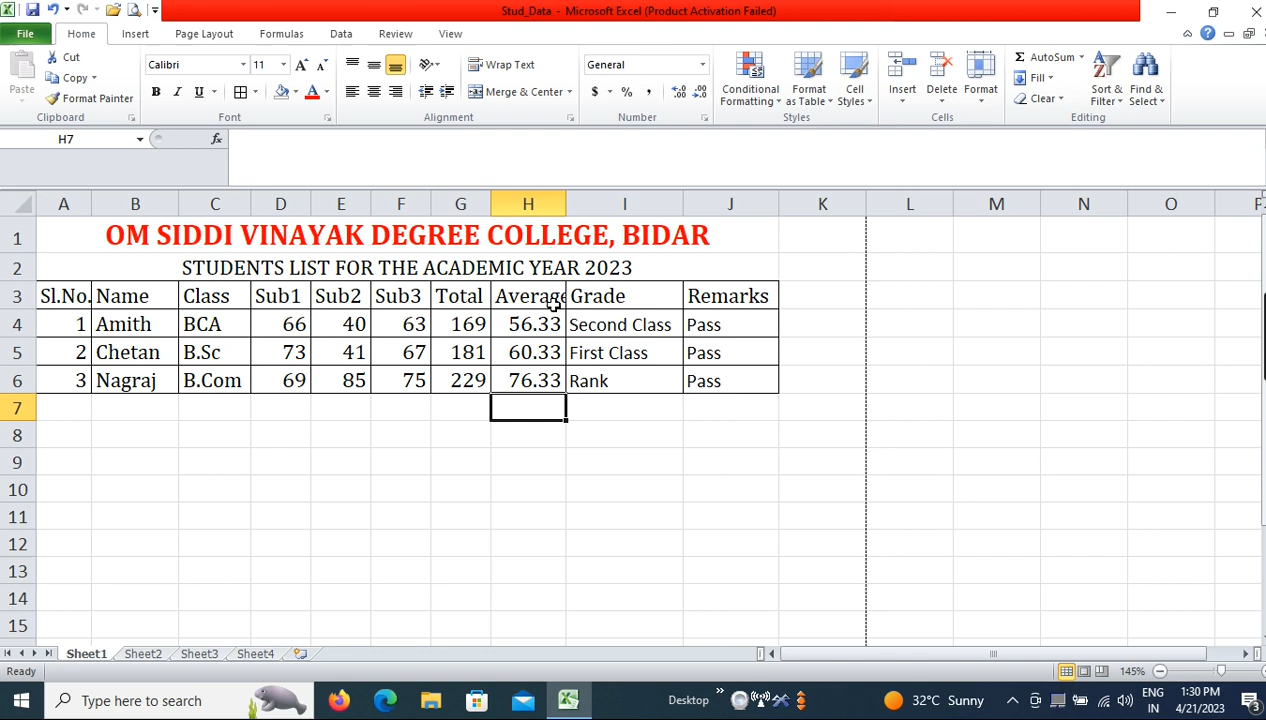 Stud_Data - Microsoft Excel (Product Activation Failed)
File Home Insert Page Layout Formulas Data Review View
Paste Cut Copy Format Painter Clipboard
Calibri 11 A A B I U A Font
Wrap Text Merge & Center Alignment
General $ % , Number
Conditional Formatting Format as Table Cell Styles Styles
Insert Delete Format Cells
Σ AutoSum Fill Clear Sort & Filter Find & Select Editing
H7 fx
A B C D E F G H I J K L M N O P
1 OM SIDDI VINAYAK DEGREE COLLEGE, BIDAR
2 STUDENTS LIST FOR THE ACADEMIC YEAR 2023
3 Sl.No. Name Class Sub1 Sub2 Sub3 Total Average Grade Remarks
4 1 Amith BCA 66 40 63 169 56.33 Second Class Pass
5 2 Chetan B.Sc 73 41 67 181 60.33 First Class Pass
6 3 Nagraj B.Com 69 85 75 229 76.33 Rank Pass
7
8
9
10
11
12
13
14
15
Sheet1 Sheet2 Sheet3 Sheet4
Ready 145%
Type here to search Desktop » 32°C Sunny ENG IN 1:30 PM 4/21/2023 3